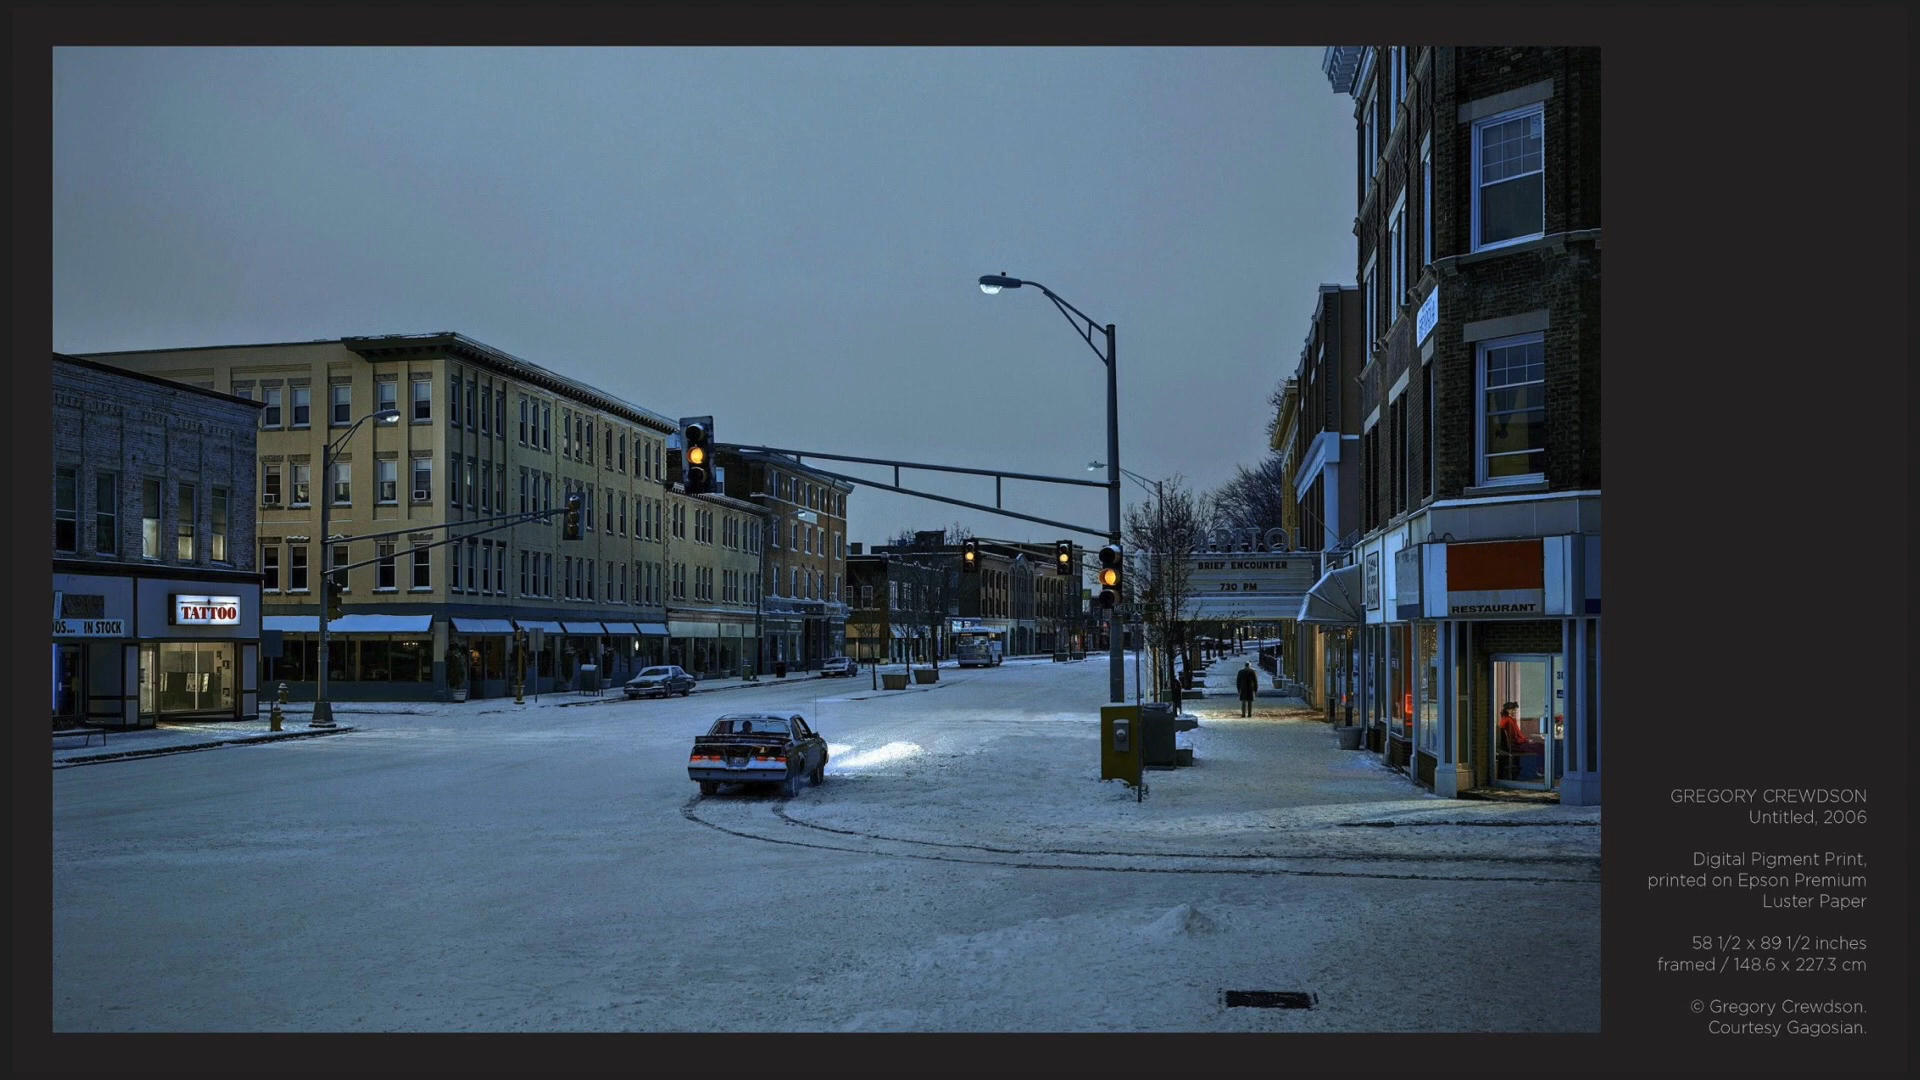 CAPITOL
BRIEF ENCOUNTER
7 30 PM
TATTOO
IN STOCK
RESTAURANT
GREGORY CREWDSON
Untitled, 2006
Digital Pigment Print,
printed on Epson Premium
Luster Paper
58 1/2 x 89 1/2 inches
framed / 148.6 x 227.3 cm
© Gregory Crewdson.
Courtesy Gagosian.